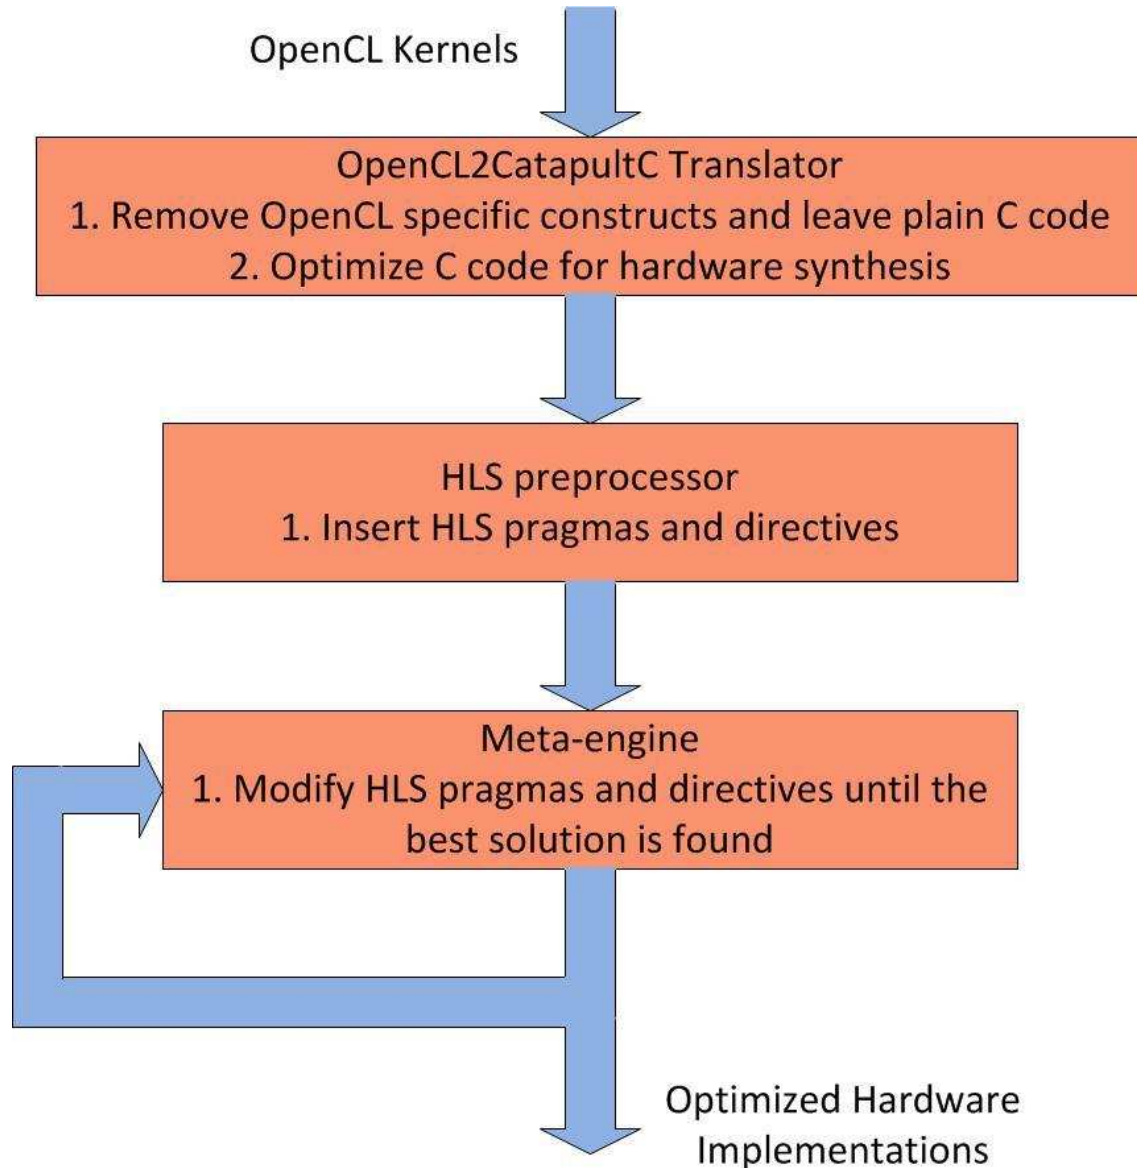 OpenCL Kernels
OpenCL2CatapultC Translator
1. Remove OpenCL specific constructs and leave plain C code
2. Optimize C code for hardware synthesis
HLS preprocessor
1. Insert HLS pragmas and directives
Meta-engine
1. Modify HLS pragmas and directives until the
best solution is found
Optimized Hardware
Implementations